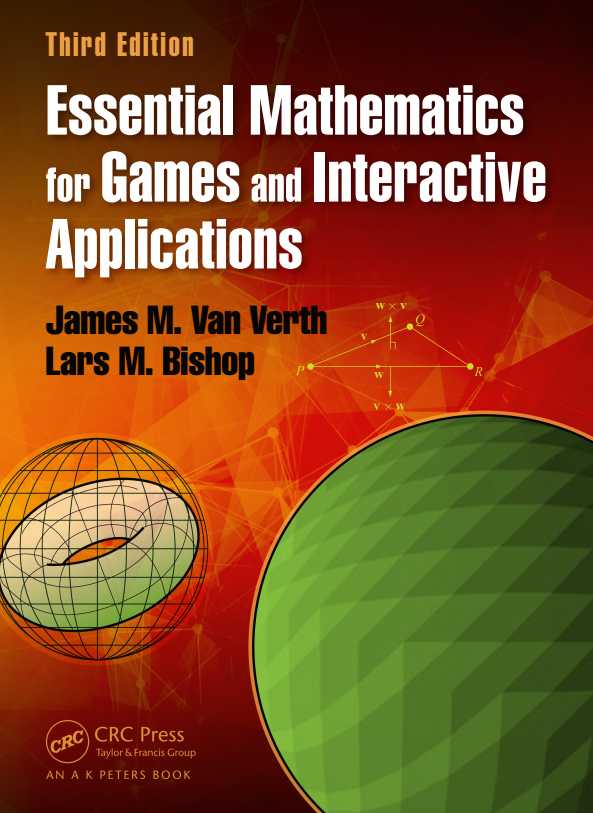 Third Edition
Essential Mathematics
for Games and Interactive
Applications
James M. Van Verth
Lars M. Bishop
w × v
Q
v
P
w
R
v × w
CRC
CRC Press
Taylor & Francis Group
AN A K PETERS BOOK